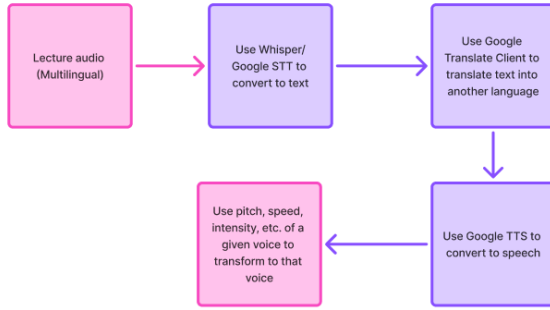 Lecture audio
(Multilingual)
Use Whisper/
Google STT to
convert to text
Use Google
Translate Client to
translate text into
another language
Use Google TTS to
convert to speech
Use pitch, speed,
intensity, etc. of a
given voice to
transform to that
voice